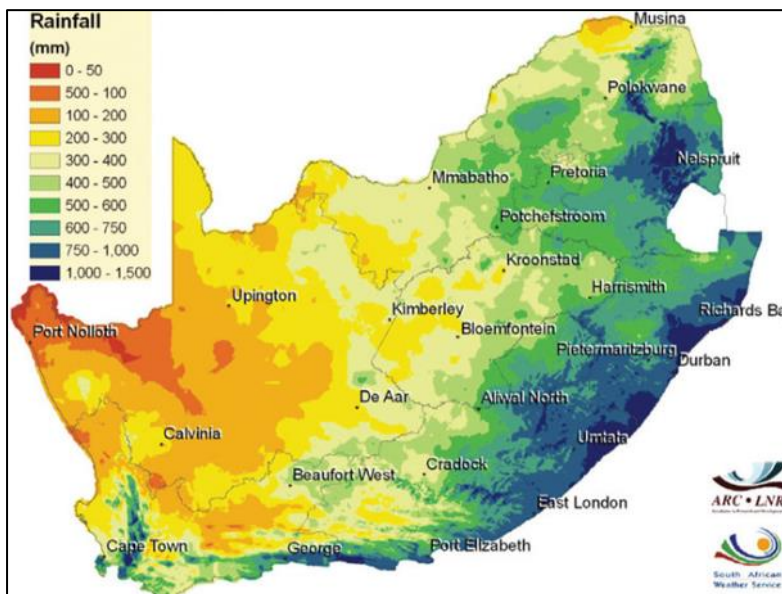 Rainfall
(mm)
0 - 50
500 - 100
100 - 200
200 - 300
300 - 400
400 - 500
500 - 600
600 - 750
750 - 1,000
1,000 - 1,500
Musina
Polokwane
Nelspruit
Mmabatho
Pretoria
Potchefstroom
Kroonstad
Upington
Harrismith
Kimberley
Richards Ba
Port Nolloth
Bloemfontein
Pietermaritzburg
Durban
De Aar
Aliwal North
Calvinia
Umtata
Beaufort West
Cradock
East London
Cape Town
George
Port Elizabeth
ARC • LNR
South African
Weather Service